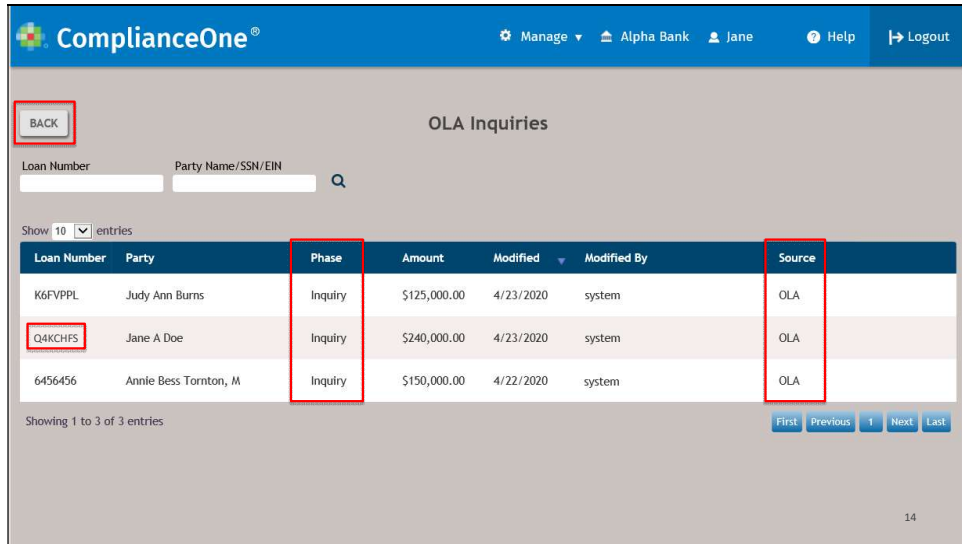 ComplianceOne® Manage Alpha Bank Jane Help Logout
BACK OLA Inquiries
Loan Number Party Name/SSN/EIN
Show 10 entries
Loan Number Party Phase Amount Modified Modified By Source
K6FVPPL Judy Ann Burns Inquiry $125,000.00 4/23/2020 system OLA
Q4KCHFS Jane A Doe Inquiry $240,000.00 4/23/2020 system OLA
6456456 Annie Bess Tornton, M Inquiry $150,000.00 4/22/2020 system OLA
Showing 1 to 3 of 3 entries First Previous 1 Next Last
14